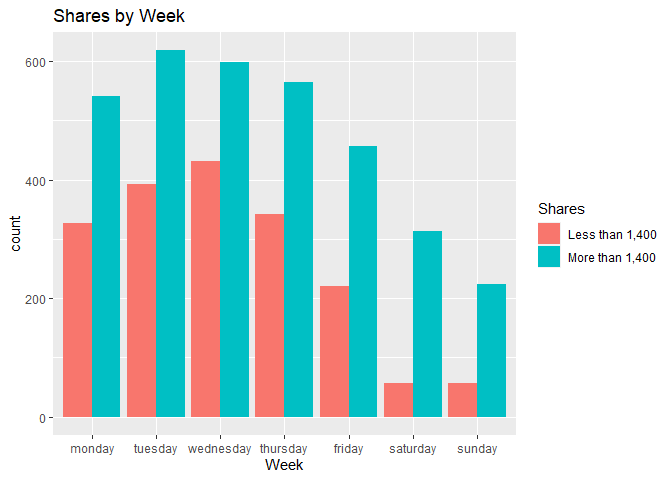 Shares by Week
count
600
400
200
0
monday tuesday wednesday thursday friday saturday sunday
Week
Shares
Less than 1,400
More than 1,400